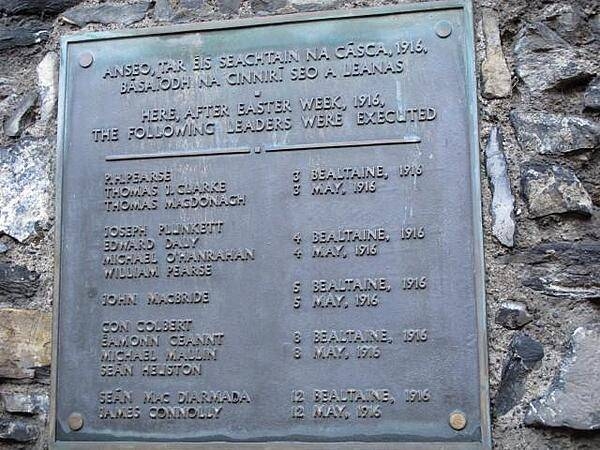 ANSEO, TAR ÉIS SEACHTAIN NA CÁSCA, 1916,
BÁSAÍODH NA CINNIRÍ SEO A LEANAS
HERE, AFTER EASTER WEEK, 1916,
THE FOLLOWING LEADERS WERE EXECUTED
P.H. PEARSE 3 BEALTAINE, 1916
THOMAS J. CLARKE 3 MAY, 1916
THOMAS MACDONAGH
JOSEPH PLUNKETT
EDWARD DALY 4 BEALTAINE, 1916
MICHAEL O'HANRAHAN 4 MAY, 1916
WILLIAM PEARSE
5 BEALTAINE, 1916
JOHN MACBRIDE 5 MAY, 1916
CON COLBERT
ÉAMONN CEANNT 8 BEALTAINE, 1916
MICHAEL MALLIN 8 MAY, 1916
SEÁN HEUSTON
SEÁN MAC DIARMADA 12 BEALTAINE, 1916
JAMES CONNOLLY 12 MAY, 1916